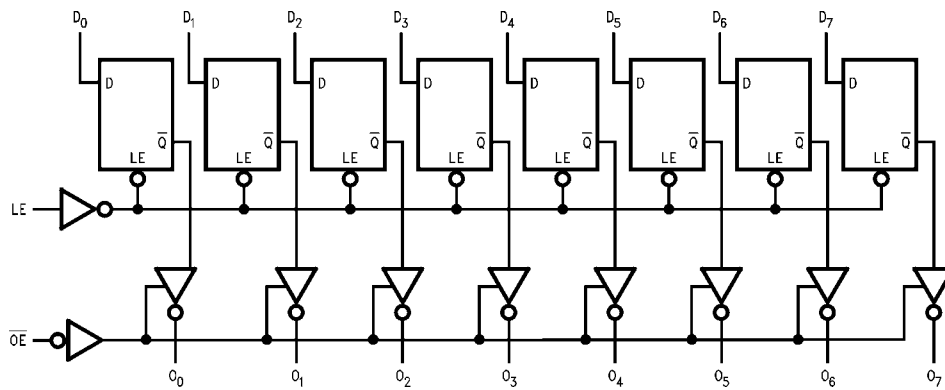 D₀ D₁ D₂ D₃ D₄ D₅ D₆ D₇
D D D D D D D D
Q̅ Q̅ Q̅ Q̅ Q̅ Q̅ Q̅ Q̅
LE LE LE LE LE LE LE LE
LE
O̅E̅
O₀ O₁ O₂ O₃ O₄ O₅ O₆ O₇